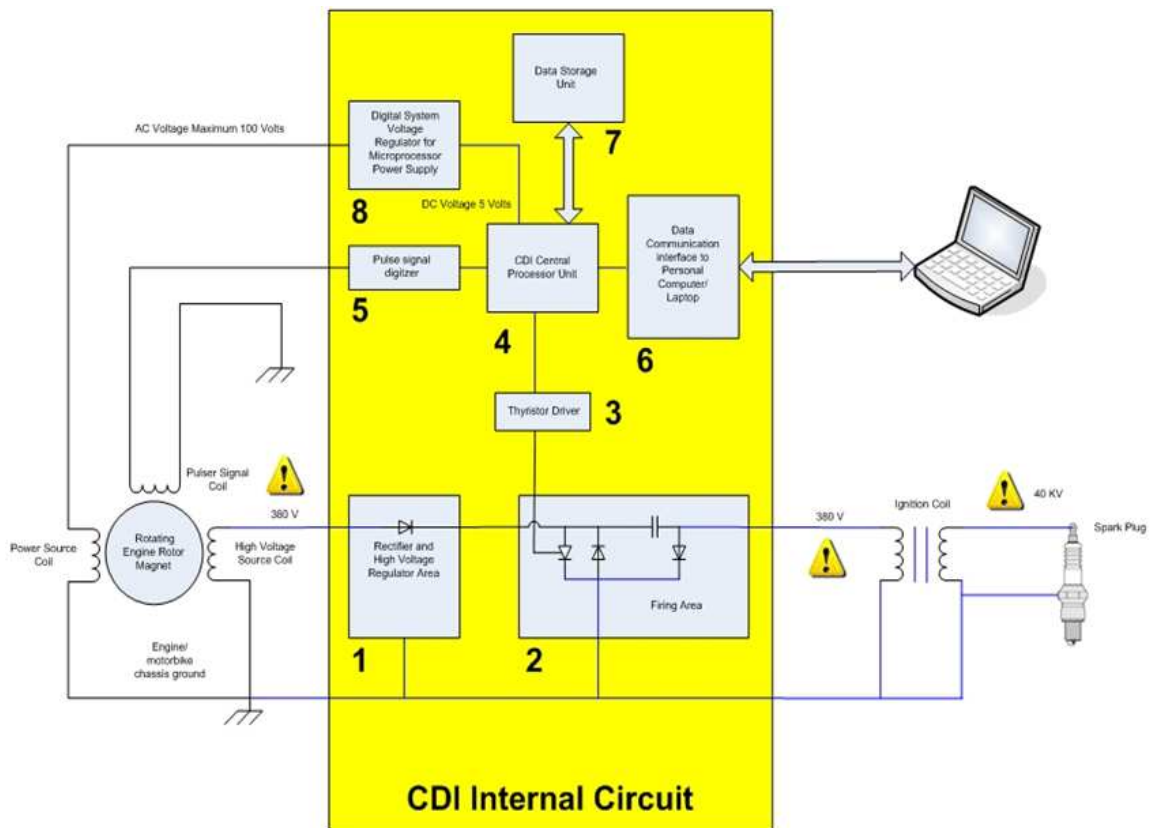 Data Storage
Unit
7
AC Voltage Maximum 100 Volts
Digital System
Voltage
Regulator for
Microprocessor
Power Supply
8
DC Voltage 5 Volts
CDI Central
Processor Unit
4
Data
Communication
interface to
Personal
Computer/
Laptop
6
Pulse signal
digitzer
5
Thyristor Driver
3
Pulser Signal
Coil
380 V
Rotating
Engine Rotor
Magnet
Power Source
Coil
High Voltage
Source Coil
Rectifier and
High Voltage
Regulator Area
1
Firing Area
2
380 V
Ignition Coil
40 KV
Spark Plug
Engine/
motorbike
chassis ground
CDI Internal Circuit